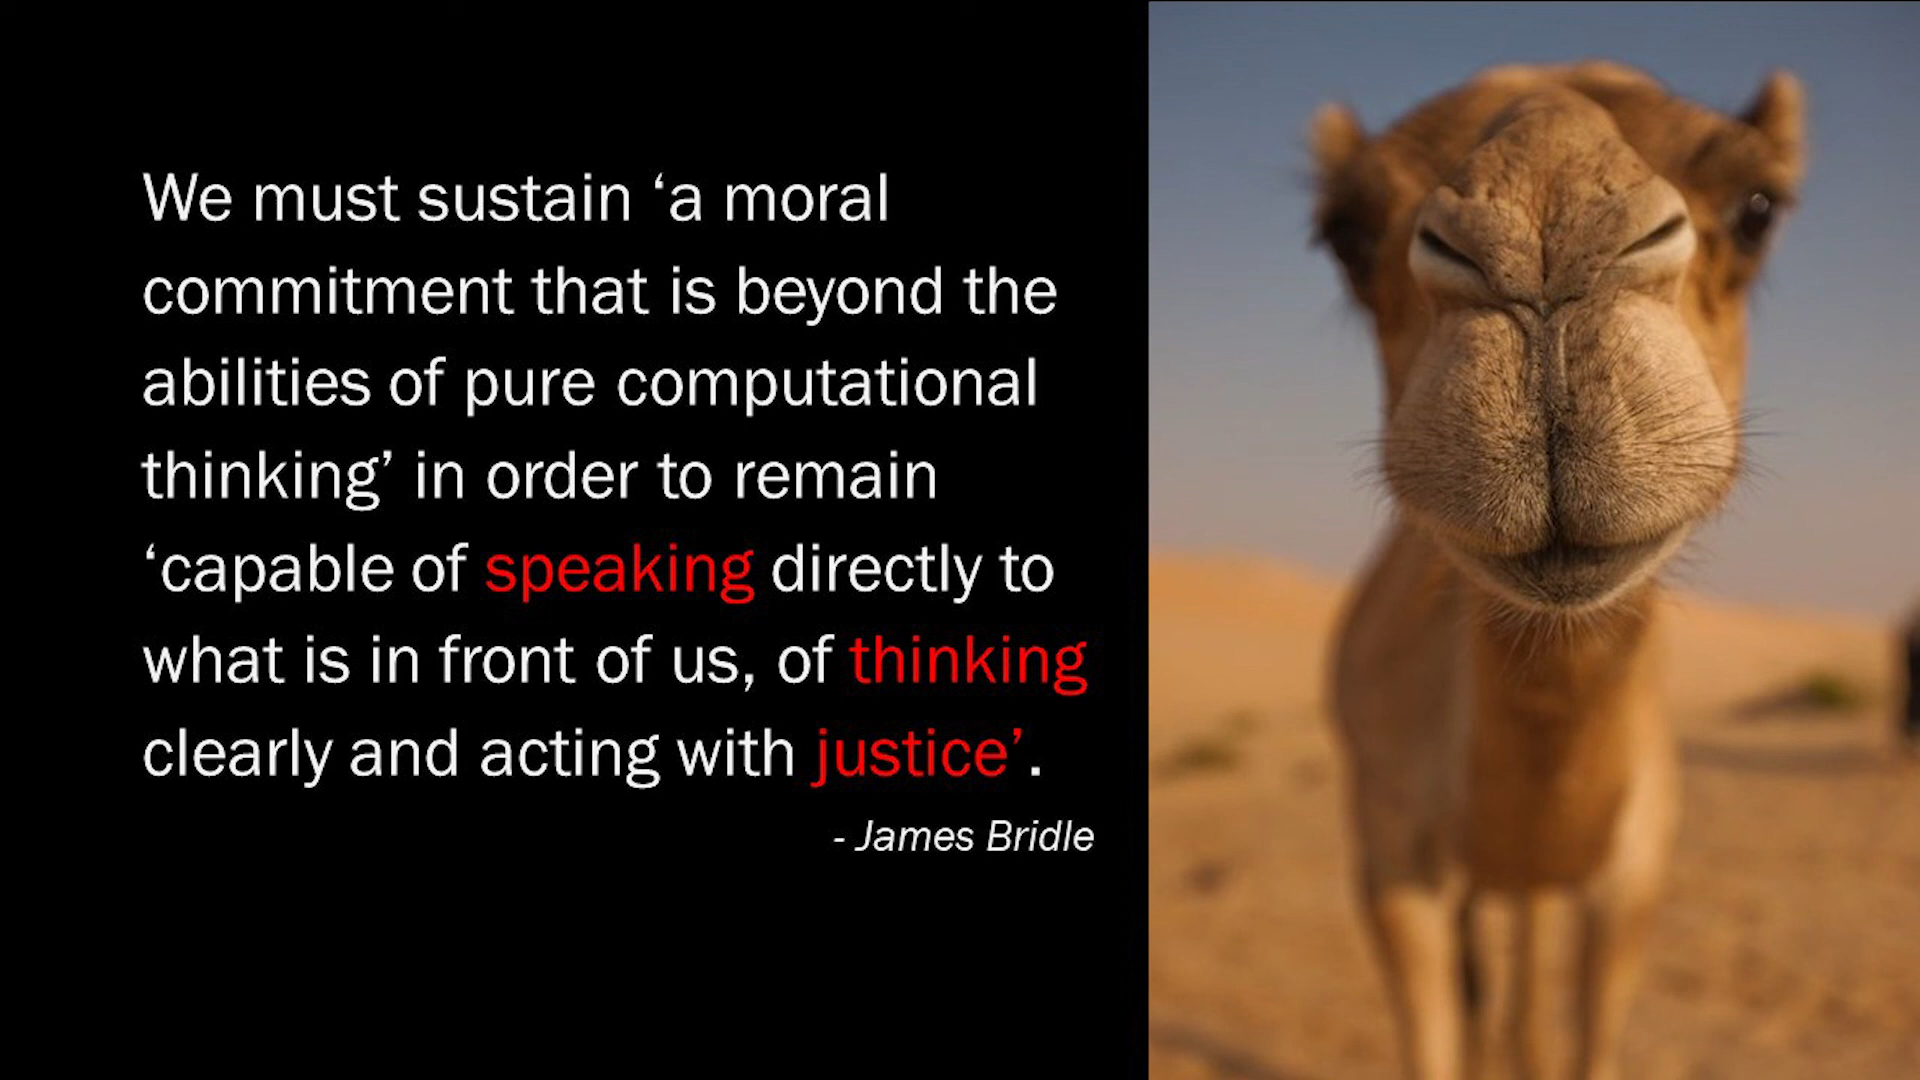 We must sustain ‘a moral
commitment that is beyond the
abilities of pure computational
thinking’ in order to remain
‘capable of speaking directly to
what is in front of us, of thinking
clearly and acting with justice’.
- James Bridle